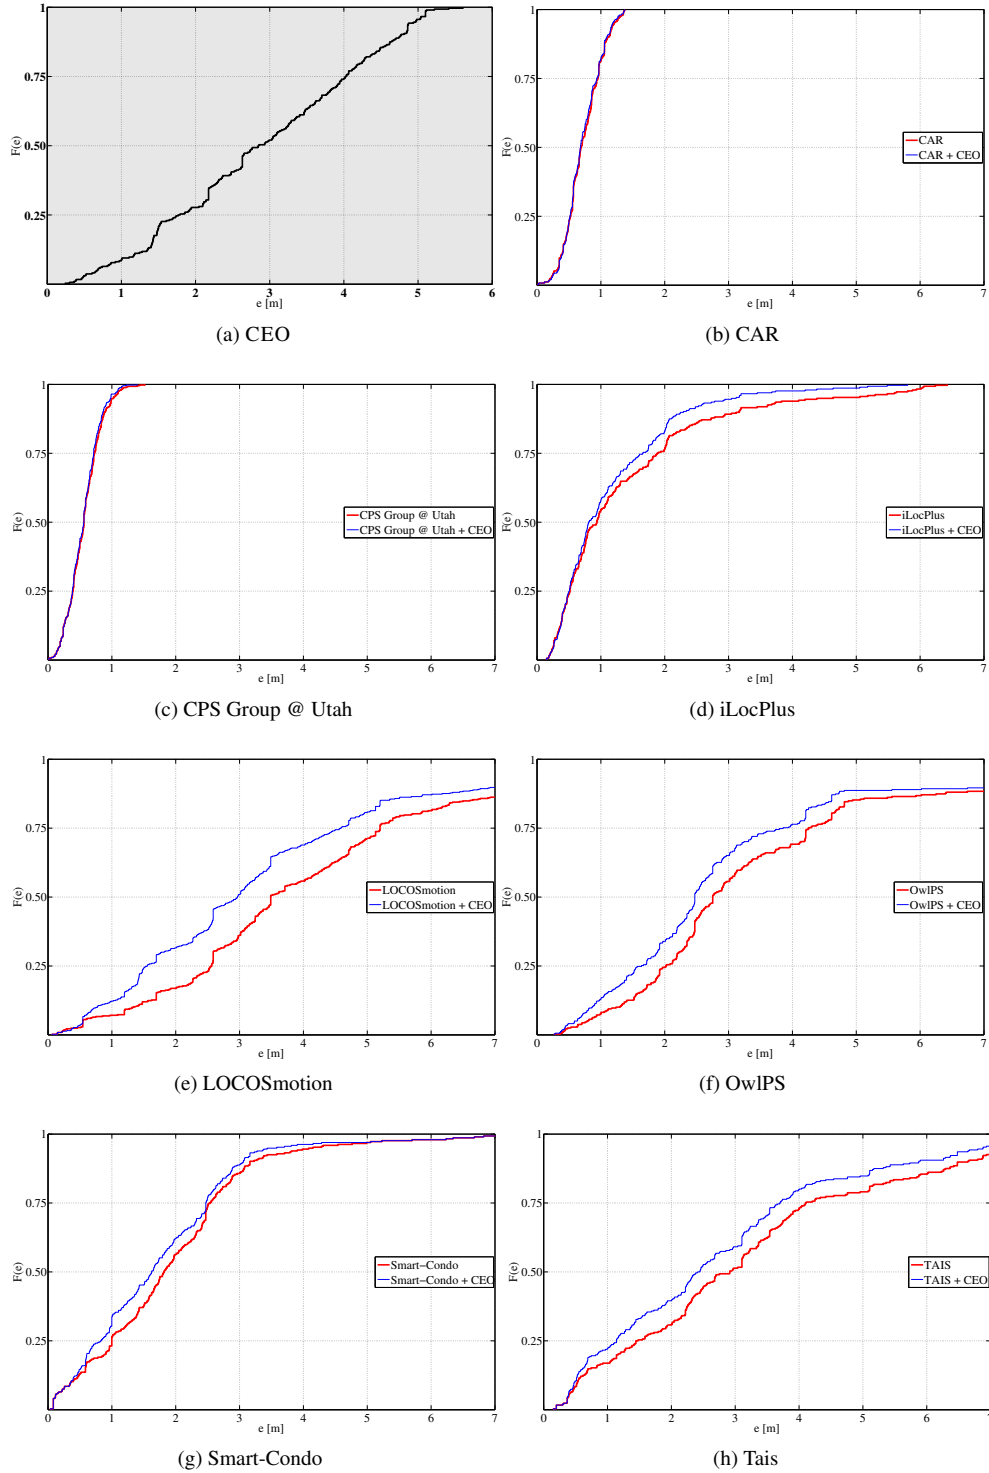 1
0.75
0.50
0.25
F(e)
0 1 2 3 4 5 6
e [m]
(a) CEO
1
0.75
0.50
0.25
F(e)
CAR
CAR + CEO
0 1 2 3 4 5 6 7
e [m]
(b) CAR
1
0.75
0.50
0.25
F(e)
CPS Group @ Utah
CPS Group @ Utah + CEO
0 1 2 3 4 5 6 7
e [m]
(c) CPS Group @ Utah
1
0.75
0.50
0.25
F(e)
iLocPlus
iLocPlus + CEO
0 1 2 3 4 5 6 7
e [m]
(d) iLocPlus
1
0.75
0.50
0.25
F(e)
LOCOSmotion
LOCOSmotion + CEO
0 1 2 3 4 5 6 7
e [m]
(e) LOCOSmotion
1
0.75
0.50
0.25
F(e)
OwlPS
OwlPS + CEO
0 1 2 3 4 5 6 7
e [m]
(f) OwlPS
1
0.75
0.50
0.25
F(e)
Smart−Condo
Smart−Condo + CEO
0 1 2 3 4 5 6 7
e [m]
(g) Smart-Condo
1
0.75
0.50
0.25
F(e)
TAIS
TAIS + CEO
0 1 2 3 4 5 6 7
e [m]
(h) Tais